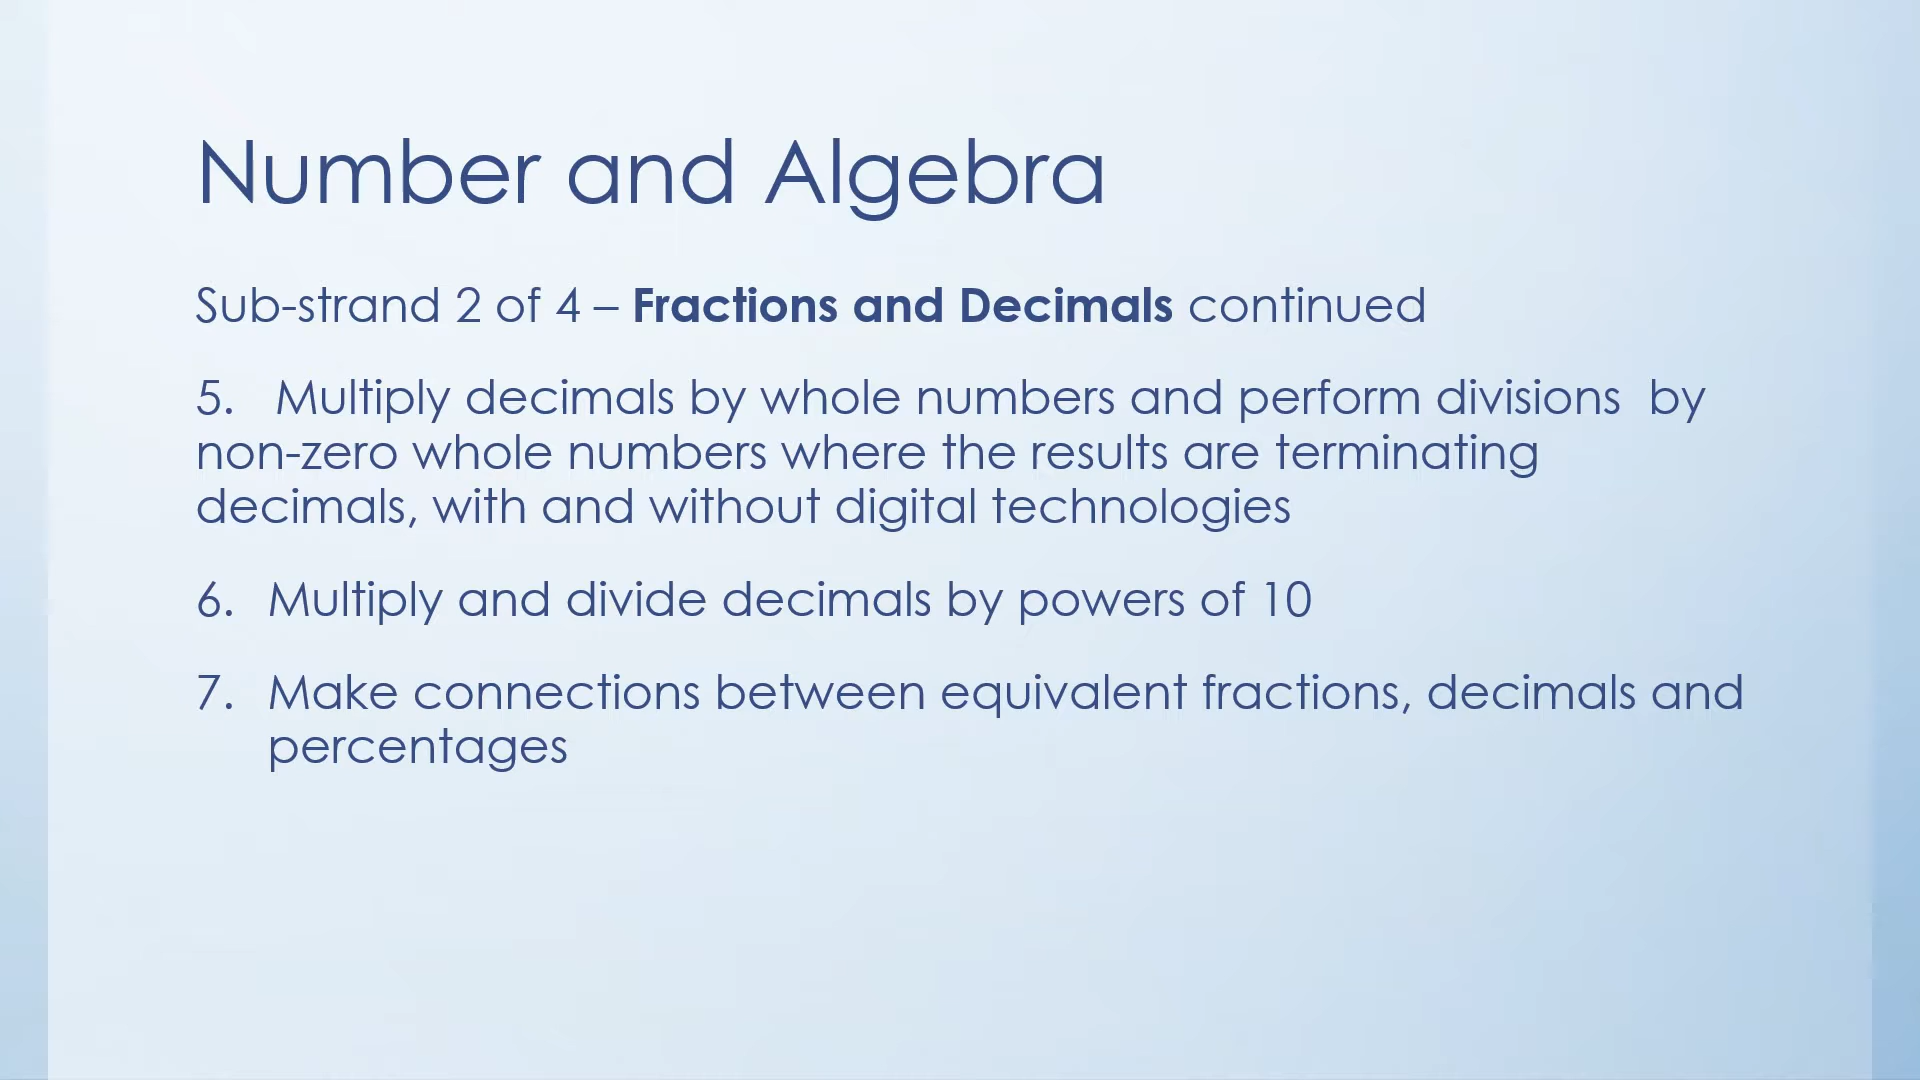 Number and Algebra
Sub-strand 2 of 4 – Fractions and Decimals continued
5. Multiply decimals by whole numbers and perform divisions  by
non-zero whole numbers where the results are terminating
decimals, with and without digital technologies
6. Multiply and divide decimals by powers of 10
7. Make connections between equivalent fractions, decimals and
percentages